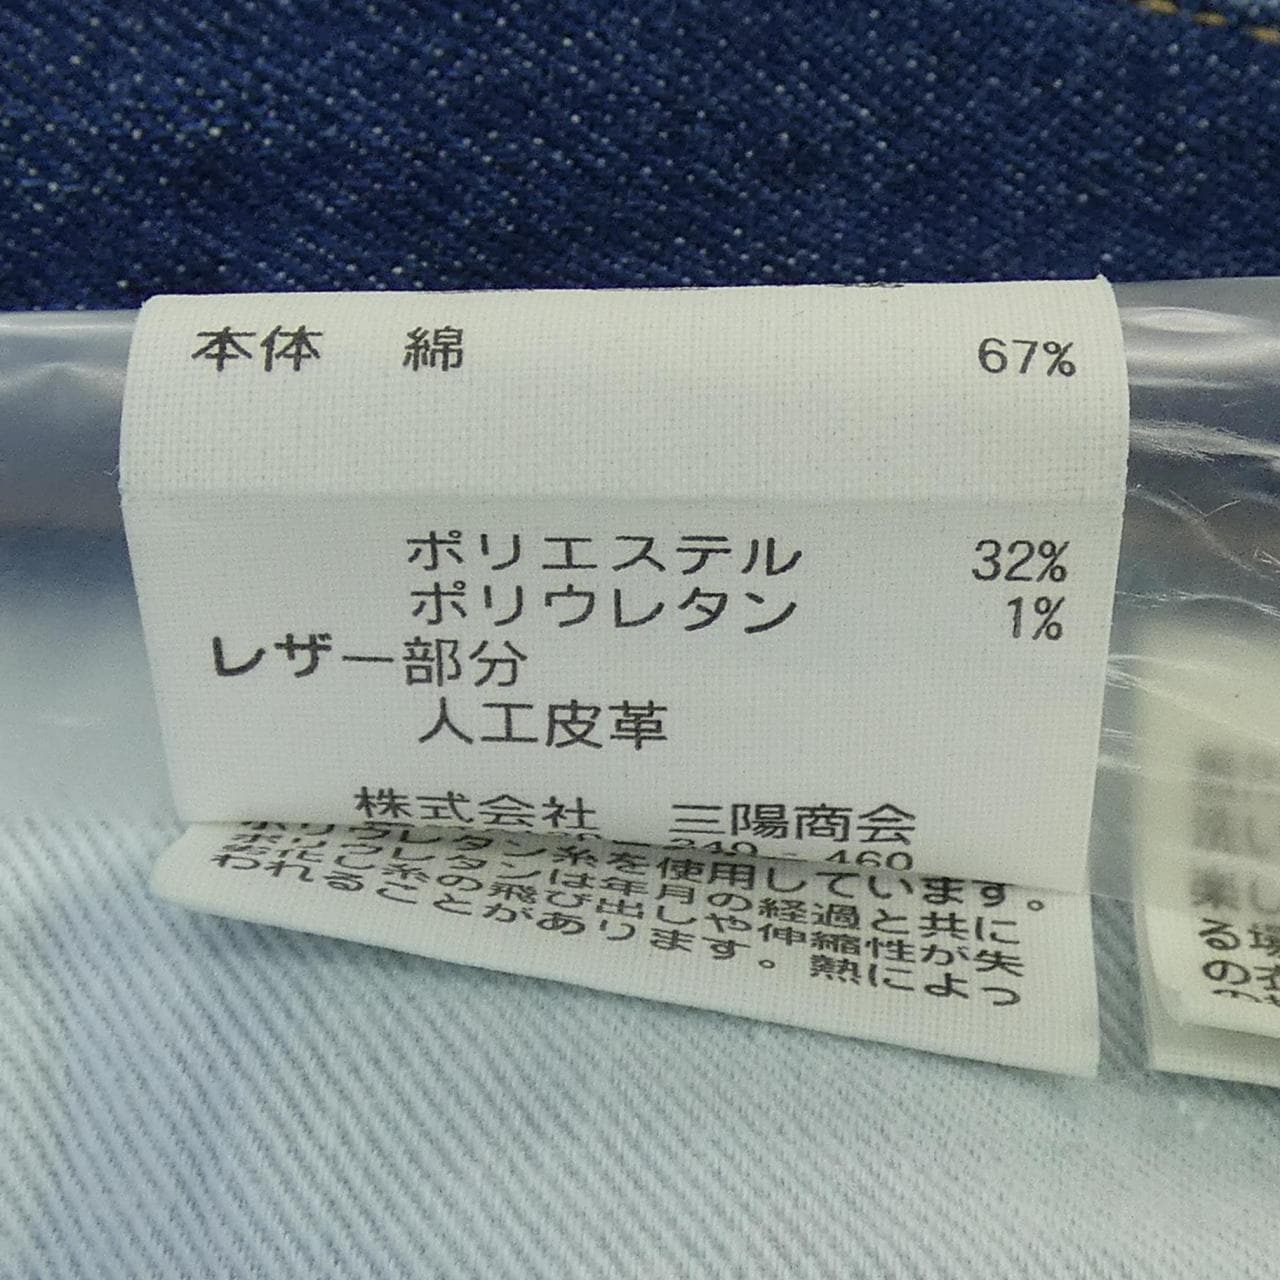 本体 綿 67%
ポリエステル 32%
ポリウレタン 1%
レザー部分
人工皮革
株式会社 三陽商会
240-460
ポリウレタン糸を使用しています。
ポリウレタンは年月の経過と共に
劣化し糸の飛び出しや伸縮性が失
われることがあります。熱によっ
る場
の衣